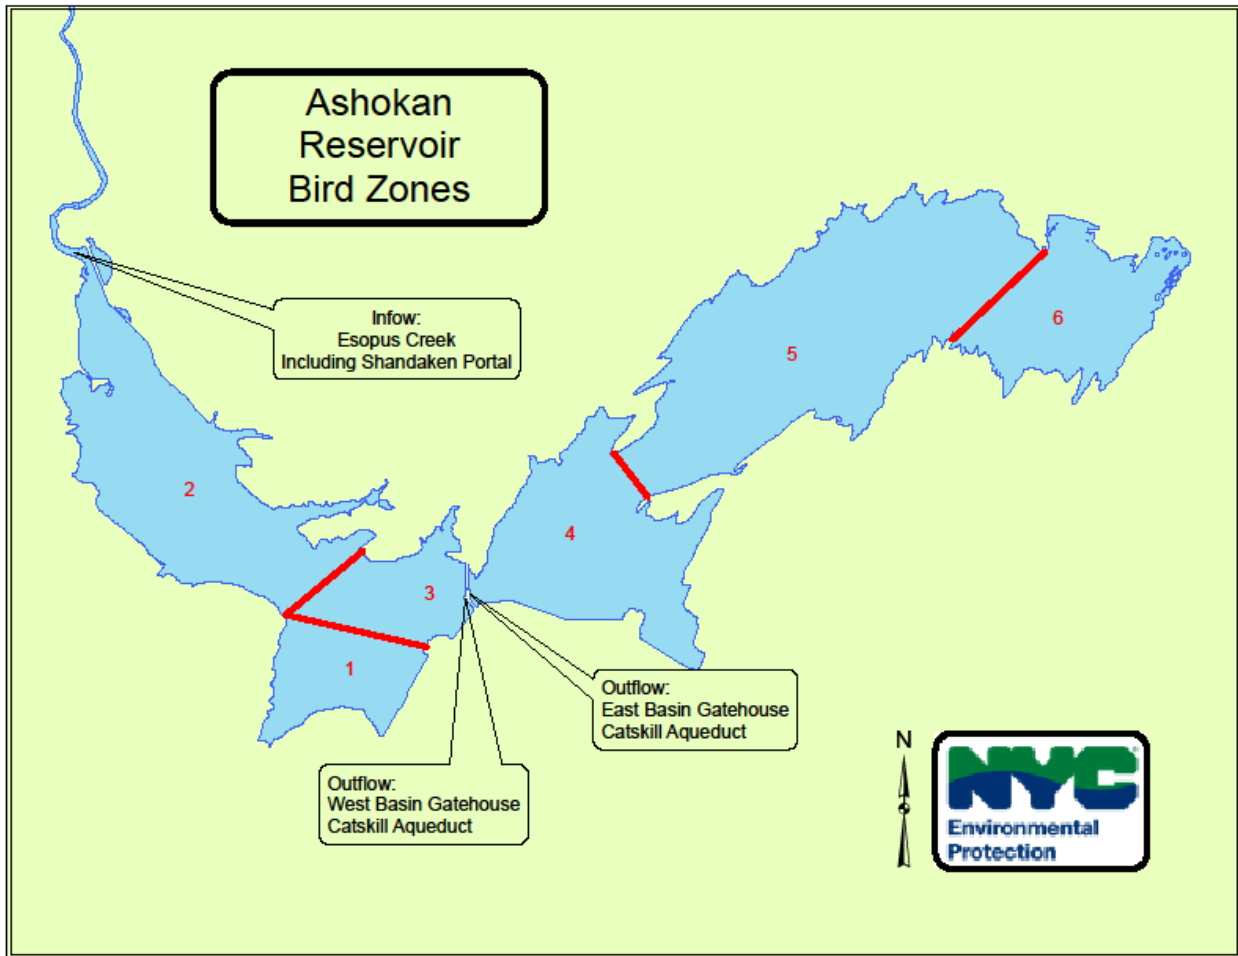 Ashokan
Reservoir
Bird Zones
Infow:
Esopus Creek
Including Shandaken Portal
6
5
2
4
3
1
Outflow:
East Basin Gatehouse
Catskill Aqueduct
Outflow:
West Basin Gatehouse
Catskill Aqueduct
N
NYC
Environmental
Protection